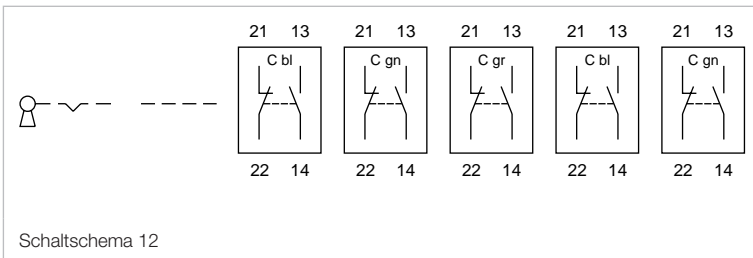 21 13 21 13 21 13 21 13 21 13
C bl C gn C gr C bl C gn
22 14 22 14 22 14 22 14 22 14
Schaltschema 12